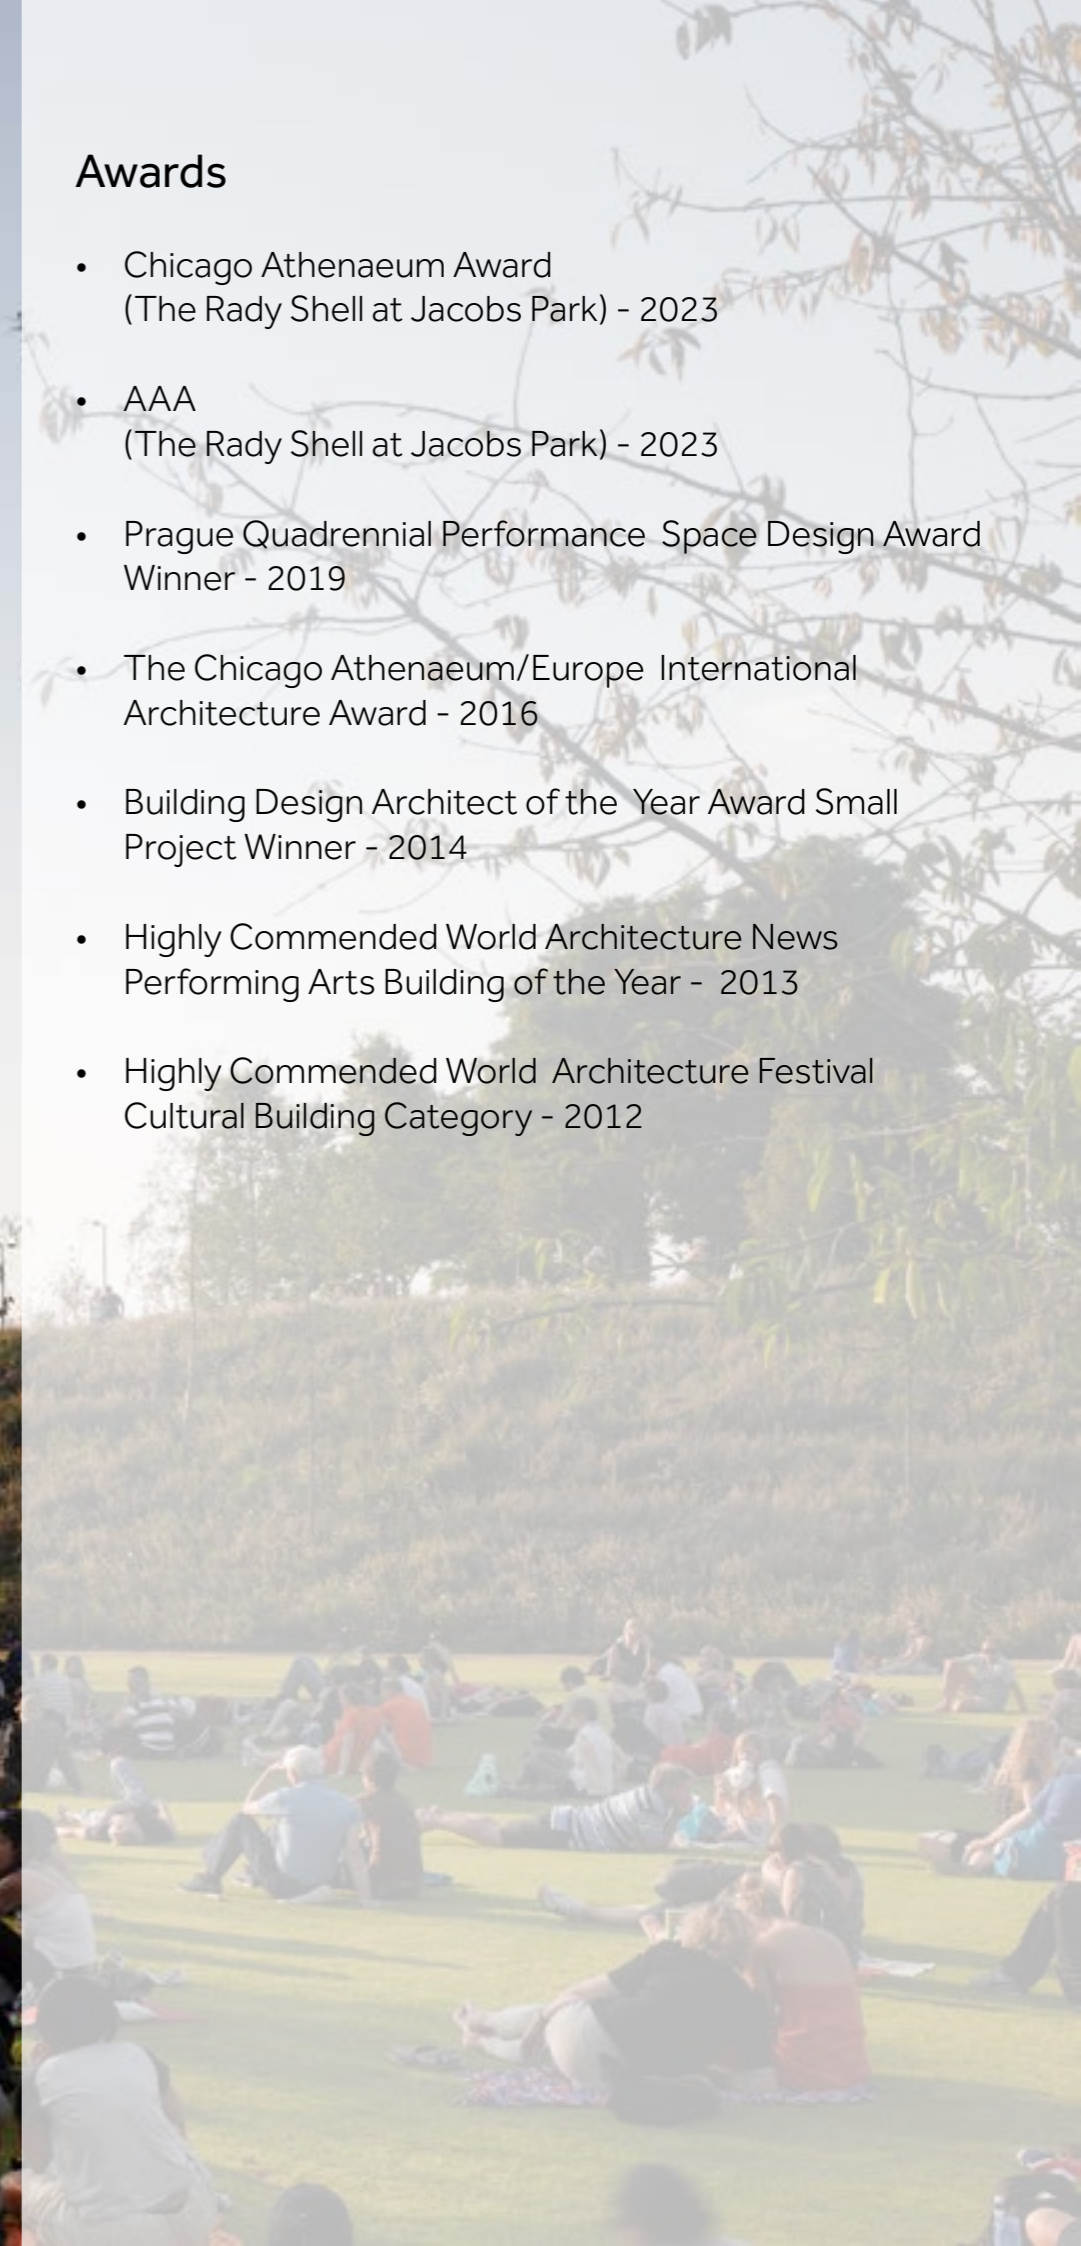 Awards
• Chicago Athenaeum Award
(The Rady Shell at Jacobs Park) - 2023
• AAA
(The Rady Shell at Jacobs Park) - 2023
• Prague Quadrennial Performance  Space Design Award
Winner - 2019
• The Chicago Athenaeum/Europe  International
Architecture Award - 2016
• Building Design Architect of the  Year Award Small
Project Winner - 2014
• Highly Commended World Architecture News
Performing Arts Building of the Year -  2013
• Highly Commended World  Architecture Festival
Cultural Building Category - 2012